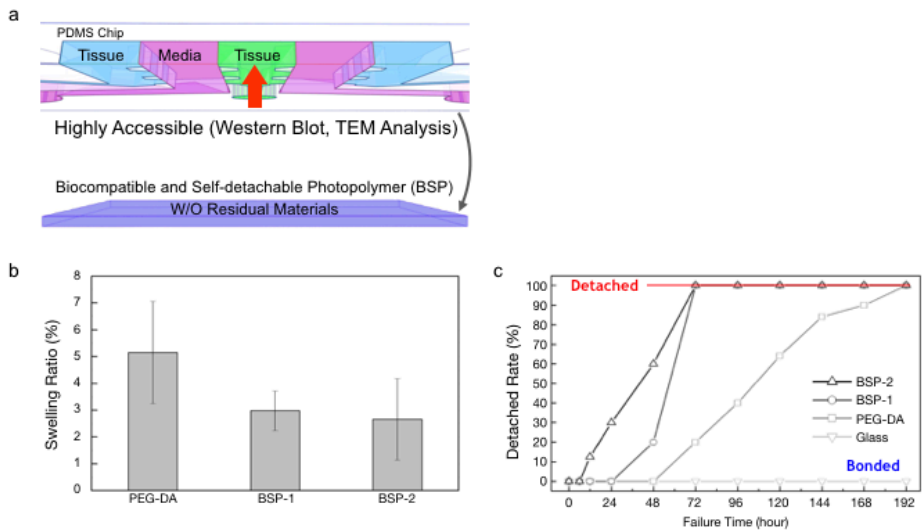 a
PDMS Chip
Tissue Media Tissue Tissue
Highly Accessible (Western Blot, TEM Analysis)
Biocompatible and Self-detachable Photopolymer (BSP)
W/O Residual Materials
b
Swelling Ratio (%)
8
7
6
5
4
3
2
1
0
PEG-DA BSP-1 BSP-2
c
Detached Rate (%)
100
90
80
70
60
50
40
30
20
10
0
Detached
BSP-2
BSP-1
PEG-DA
Glass
Bonded
0 24 48 72 96 120 144 168 192
Failure Time (hour)